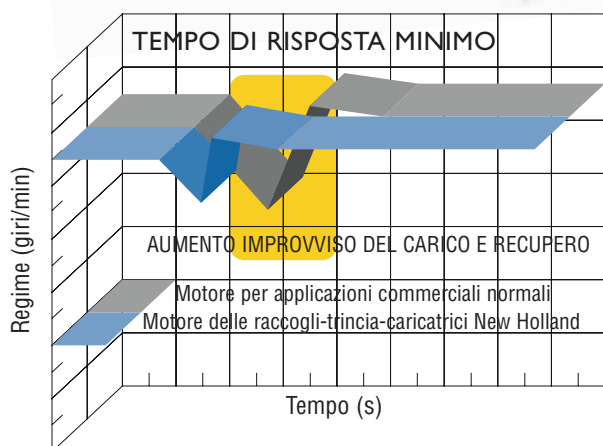 TEMPO DI RISPOSTA MINIMO
AUMENTO IMPROVVISO DEL CARICO E RECUPERO
Motore per applicazioni commerciali normali
Motore delle raccogli-trincia-caricatrici New Holland
Regime (giri/min)
Tempo (s)